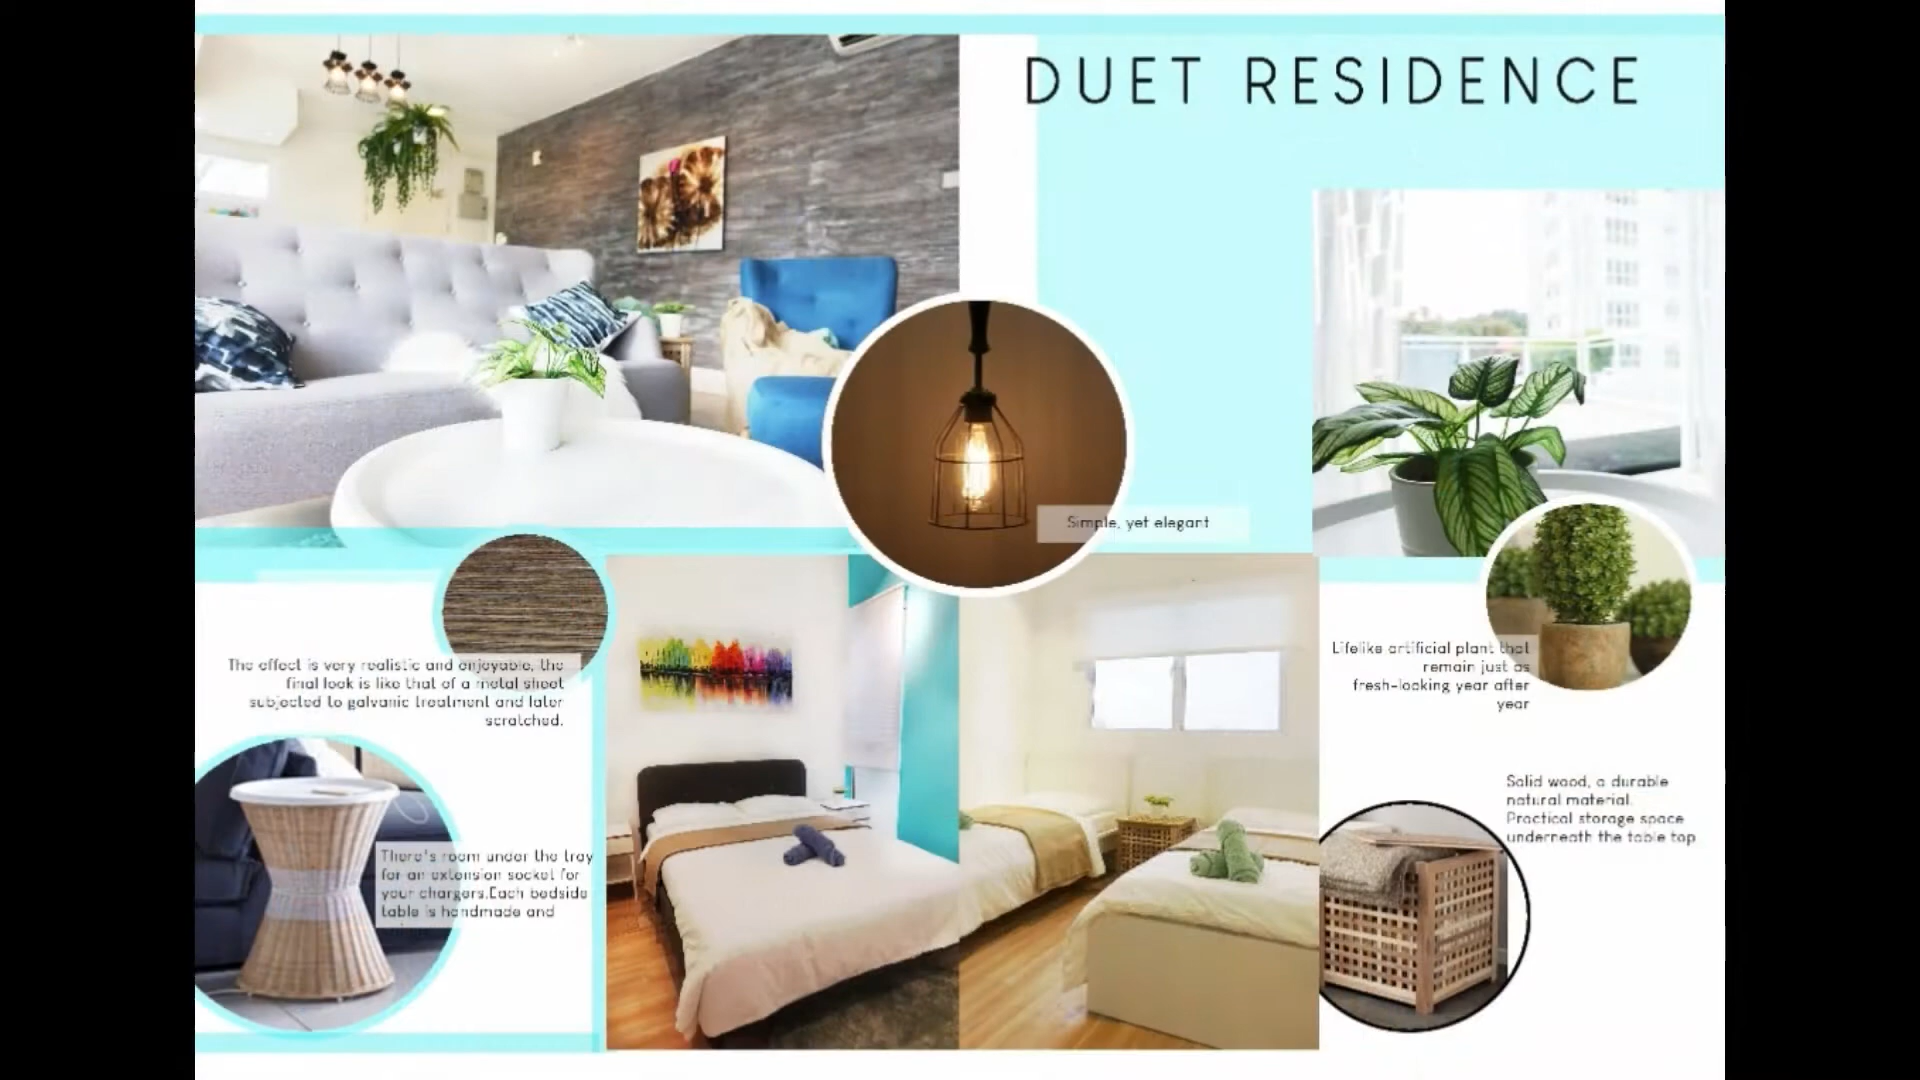 DUET RESIDENCE
Simple, yet elegant
The effect is very realistic and enjoyable, the
final look is like that of a metal sheet
subjected to galvanic treatment and later
scratched.
Lifelike artificial plant that
remain just as
fresh-looking year after
year
Solid wood, a durable
natural material.
Practical storage space
underneath the table top
There's room under the tray
for an extension socket for
your chargers.Each bedside
table is handmade and